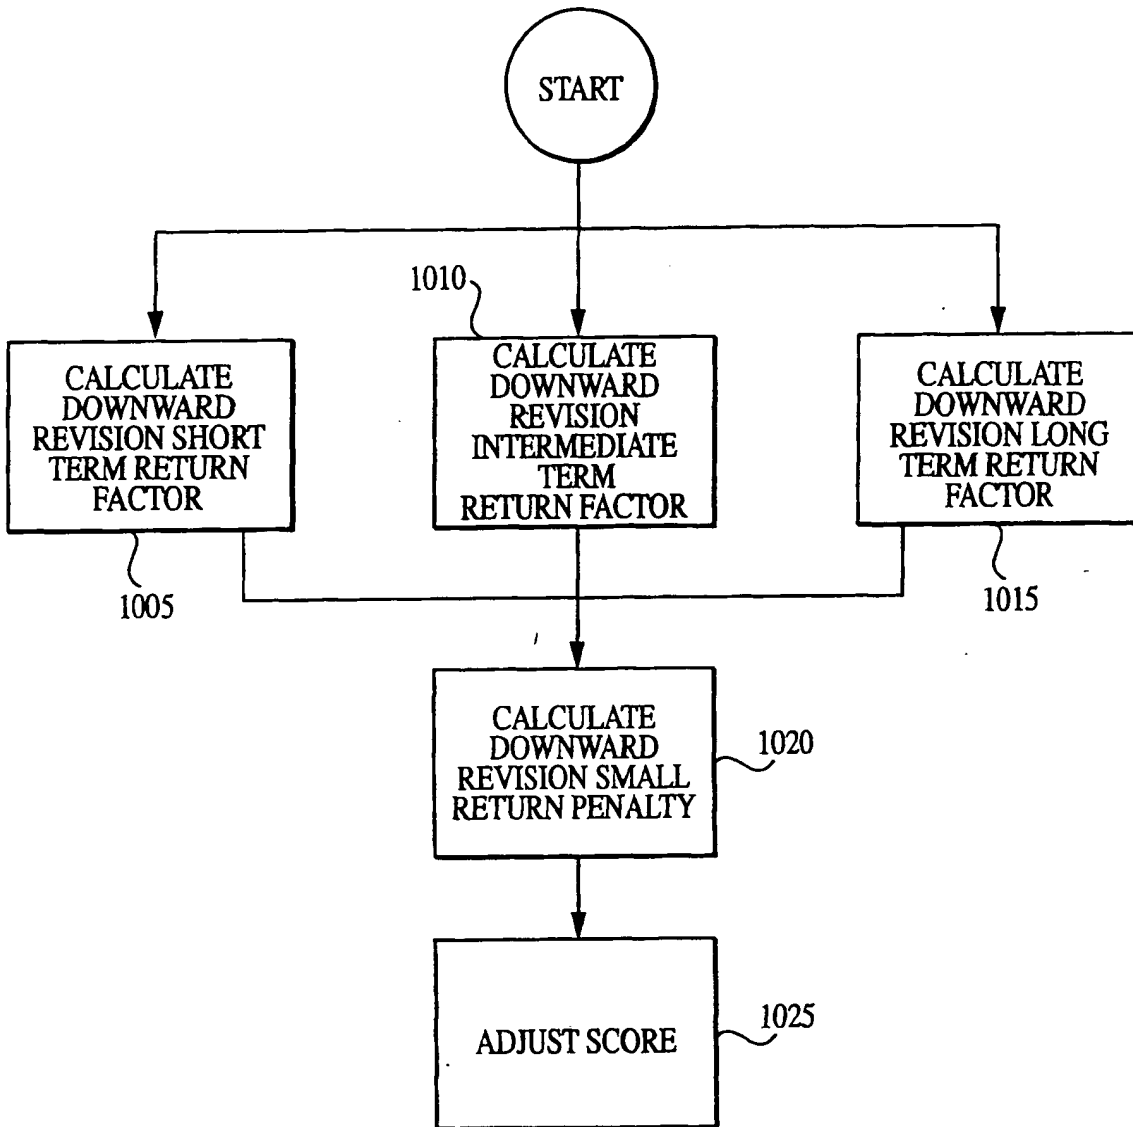 START
1010
CALCULATE
DOWNWARD
REVISION SHORT
TERM RETURN
FACTOR
1005
CALCULATE
DOWNWARD
REVISION
INTERMEDIATE
TERM
RETURN FACTOR
CALCULATE
DOWNWARD
REVISION LONG
TERM RETURN
FACTOR
1015
CALCULATE
DOWNWARD
REVISION SMALL
RETURN PENALTY
1020
ADJUST SCORE
1025